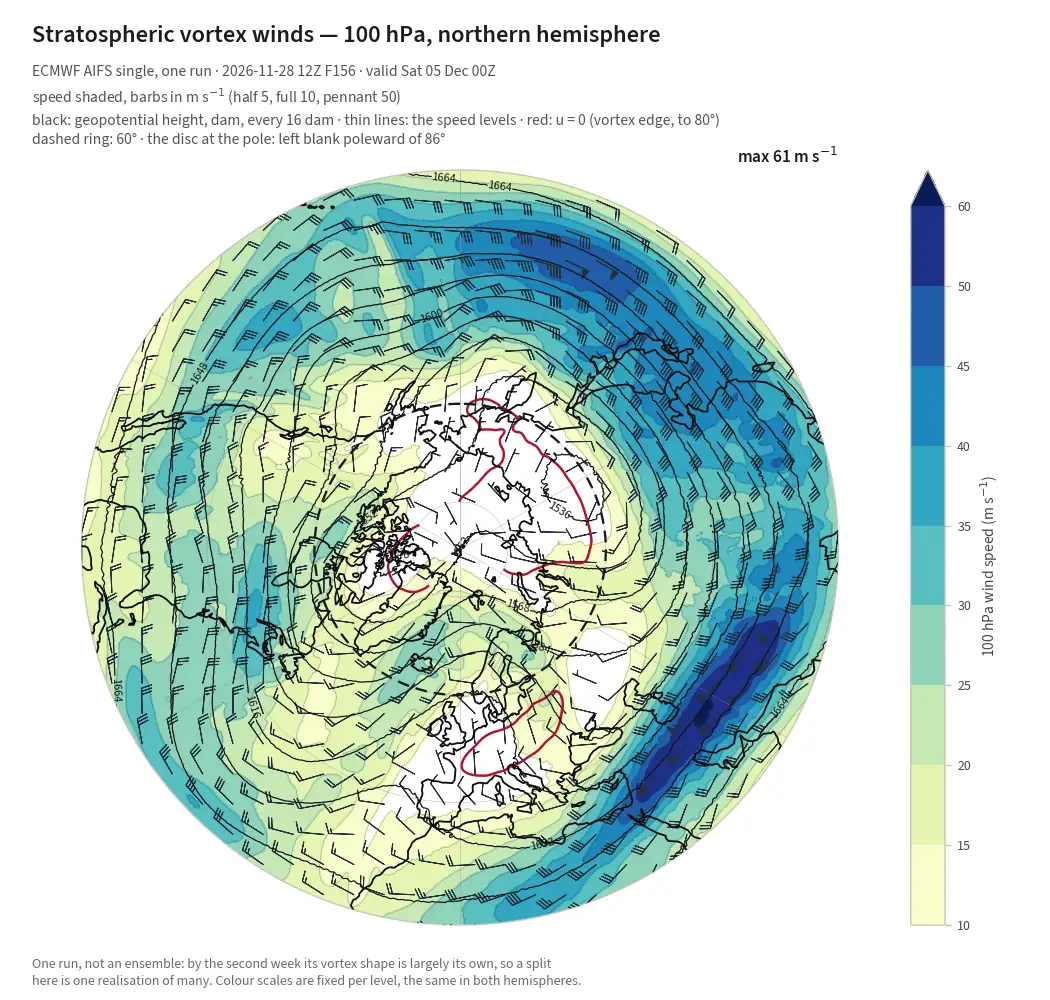 Stratospheric vortex winds — 100 hPa, northern hemisphere
ECMWF AIFS single, one run · 2026-11-28 12Z F156 · valid Sat 05 Dec 00Z
speed shaded, barbs in m s⁻¹ (half 5, full 10, pennant 50)
black: geopotential height, dam, every 16 dam · thin lines: the speed levels · red: u = 0 (vortex edge, to 80°)
dashed ring: 60° · the disc at the pole: left blank poleward of 86°
max 61 m s⁻¹
1664
1664
1600
1648
1536
1568
1616
1664
1664
60
50
45
40
35
30
25
20
15
10
100 hPa wind speed (m s⁻¹)
One run, not an ensemble: by the second week its vortex shape is largely its own, so a split
here is one realisation of many. Colour scales are fixed per level, the same in both hemispheres.